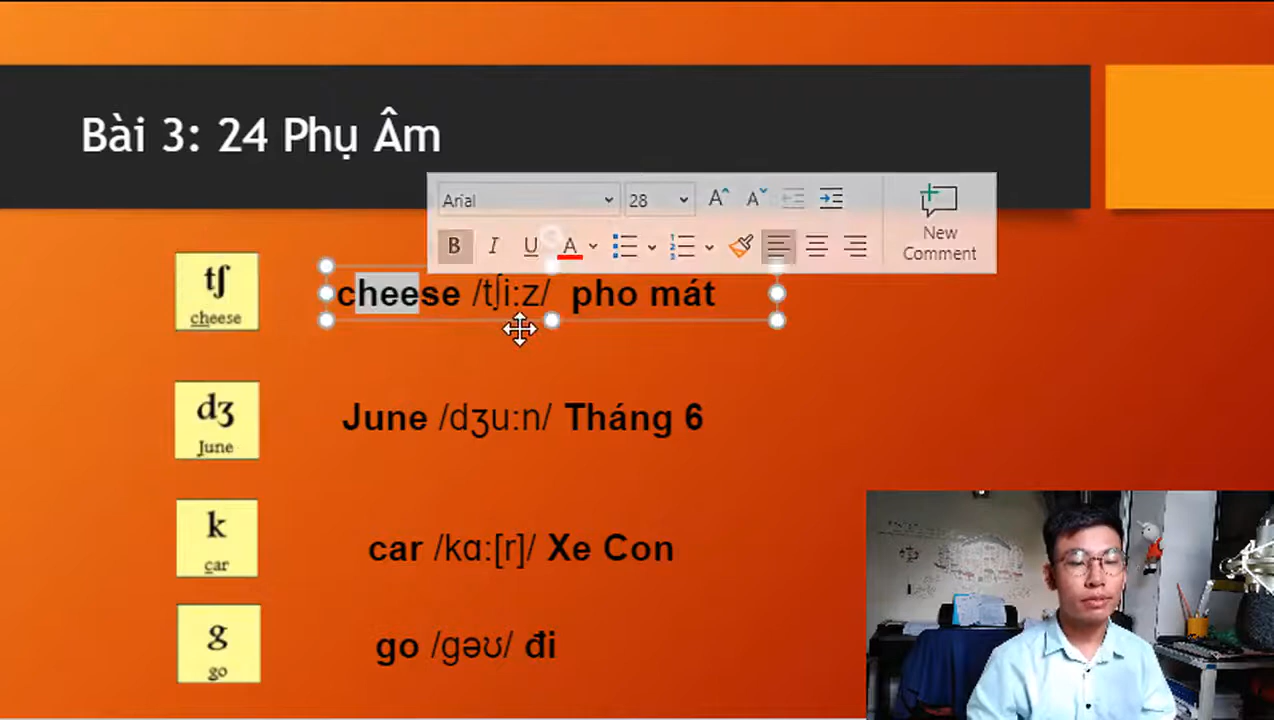 Bài 3: 24 Phụ Âm
Arial
28
B I U A
New
Comment
tʃ
cheese
cheese /tʃi:z/ pho mát
dʒ
June
June /dʒu:n/ Tháng 6
k
car
car /kɑ:[r]/ Xe Con
g
go
go /gəʊ/ đi